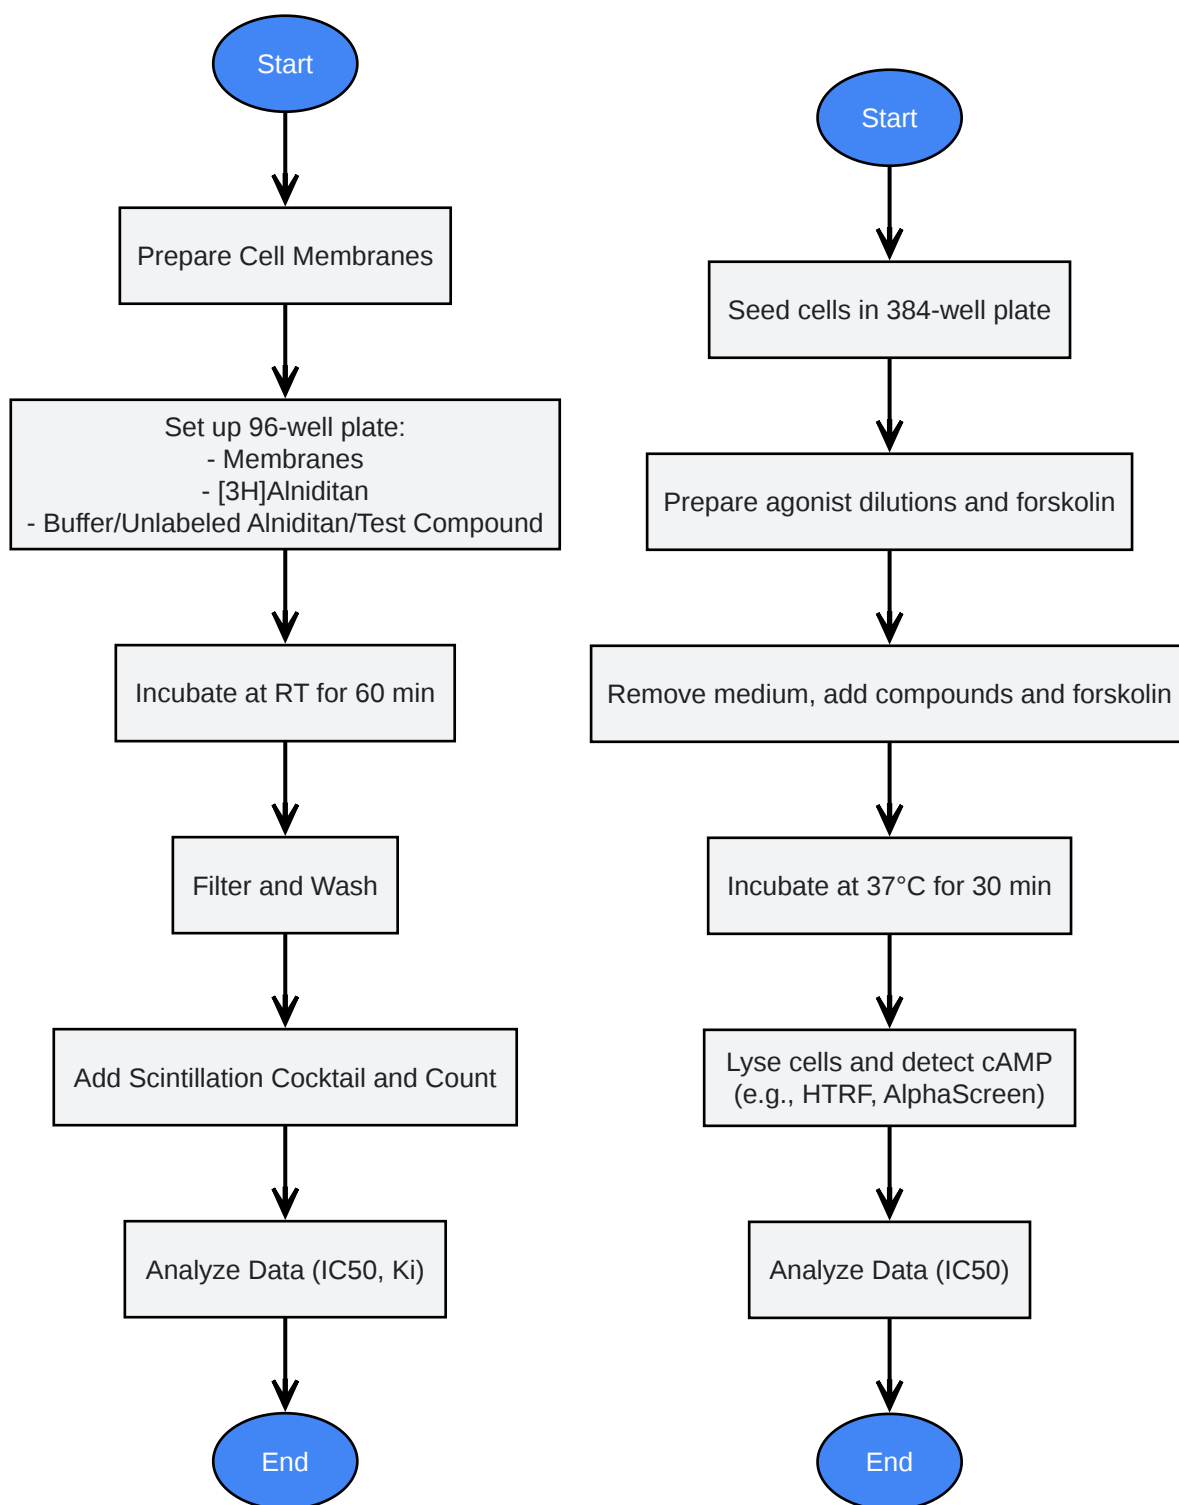 Start
Prepare Cell Membranes
Set up 96-well plate:
- Membranes
- [3H]Alniditan
- Buffer/Unlabeled Alniditan/Test Compound
Incubate at RT for 60 min
Filter and Wash
Add Scintillation Cocktail and Count
Analyze Data (IC50, Ki)
End
Start
Seed cells in 384-well plate
Prepare agonist dilutions and forskolin
Remove medium, add compounds and forskolin
Incubate at 37°C for 30 min
Lyse cells and detect cAMP
(e.g., HTRF, AlphaScreen)
Analyze Data (IC50)
End